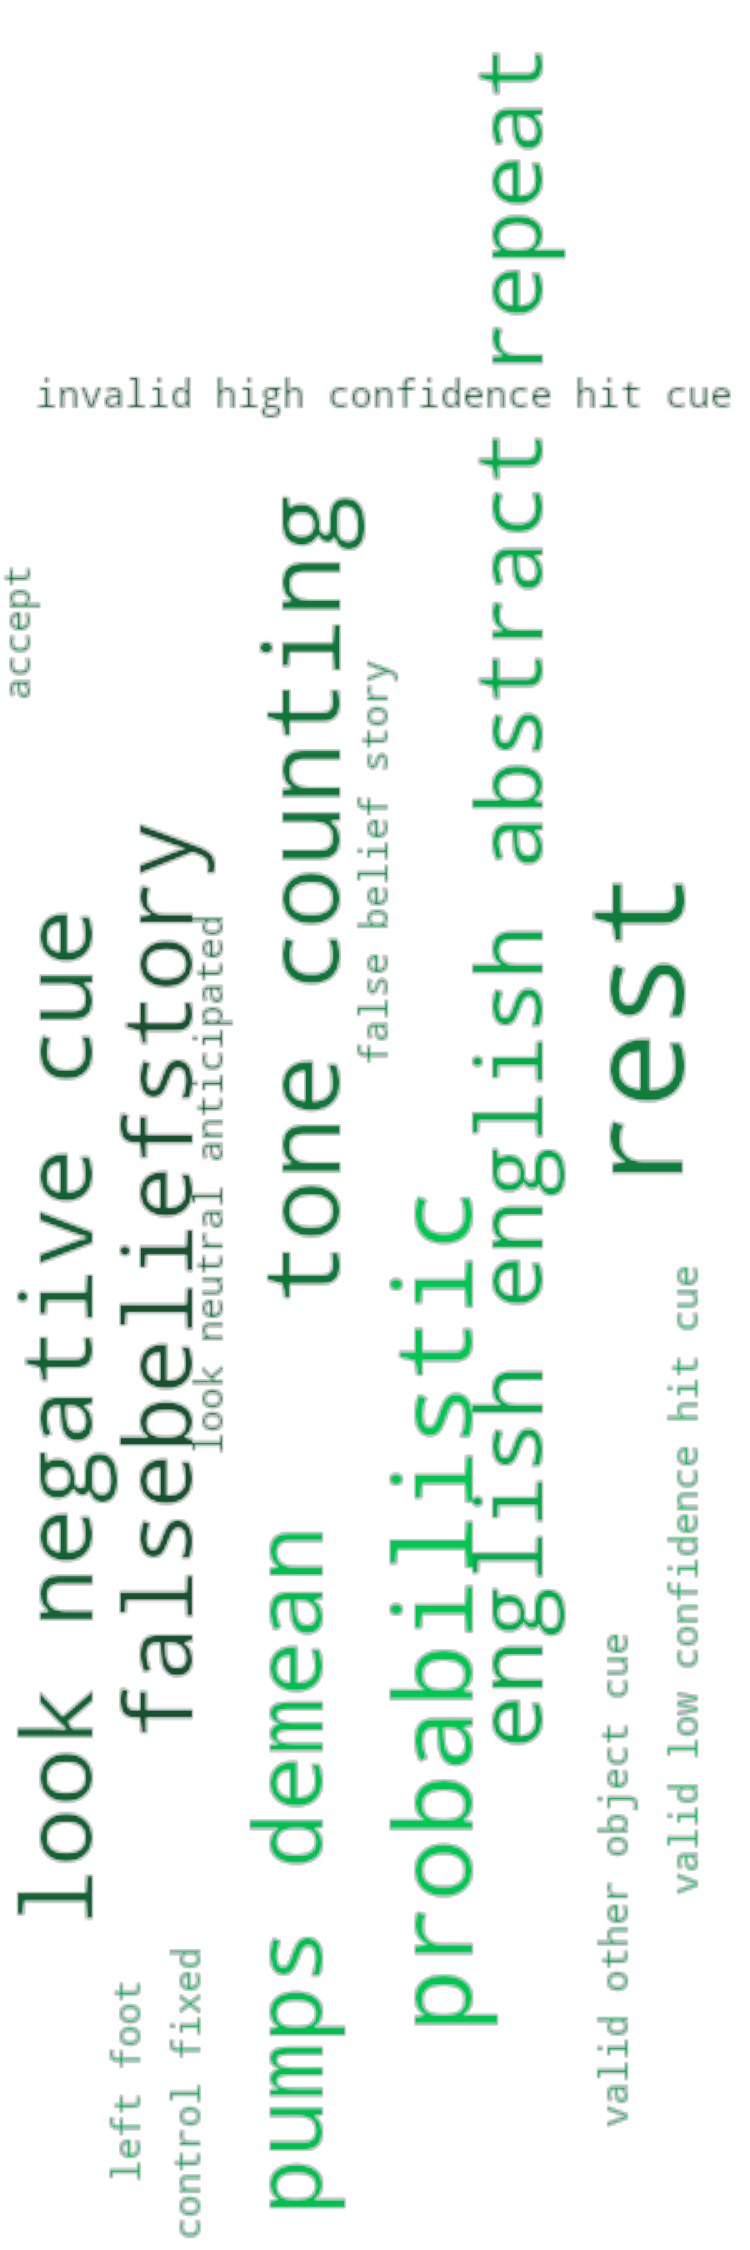 invalid high confidence hit cue
accept
look negative cue
falsebeliefstory
look neutral anticipated
tone counting
false belief story
pumps demean
probabilistic
english english abstract repeat
rest
left foot
control fixed
valid other object cue
valid low confidence hit cue